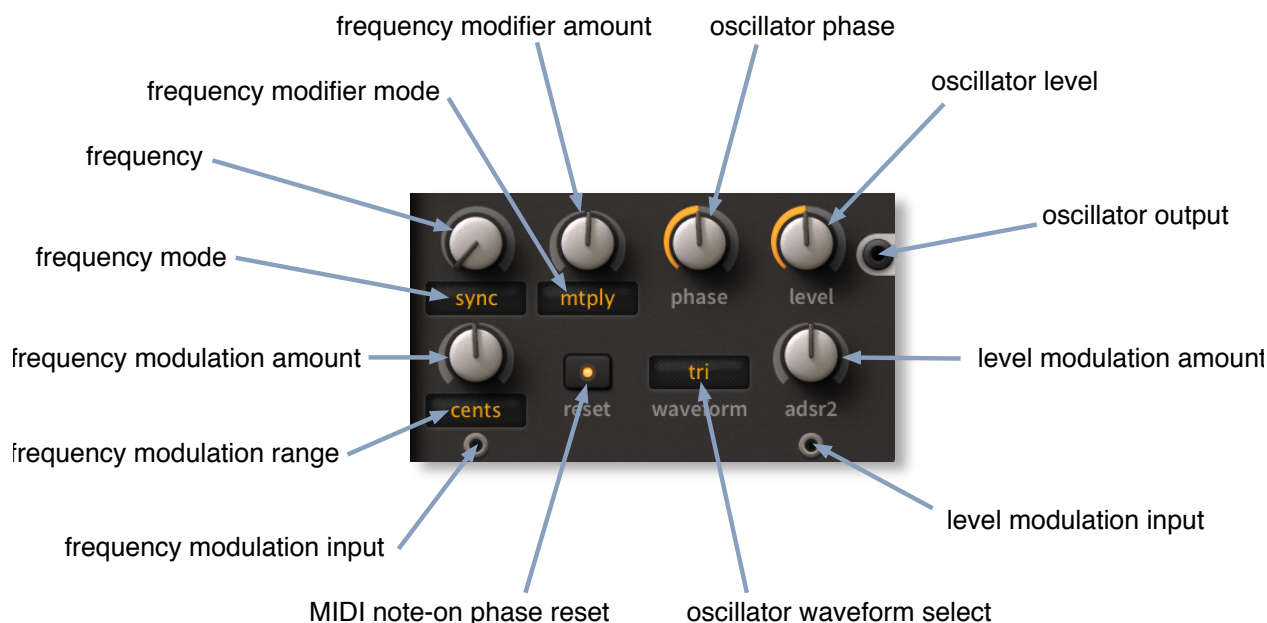 frequency modifier amount
oscillator phase
frequency modifier mode
oscillator level
frequency
oscillator output
frequency mode
sync
mtply
phase
level
frequency modulation amount
level modulation amount
tri
cents
reset
waveform
adsr2
frequency modulation range
frequency modulation input
level modulation input
MIDI note-on phase reset
oscillator waveform select